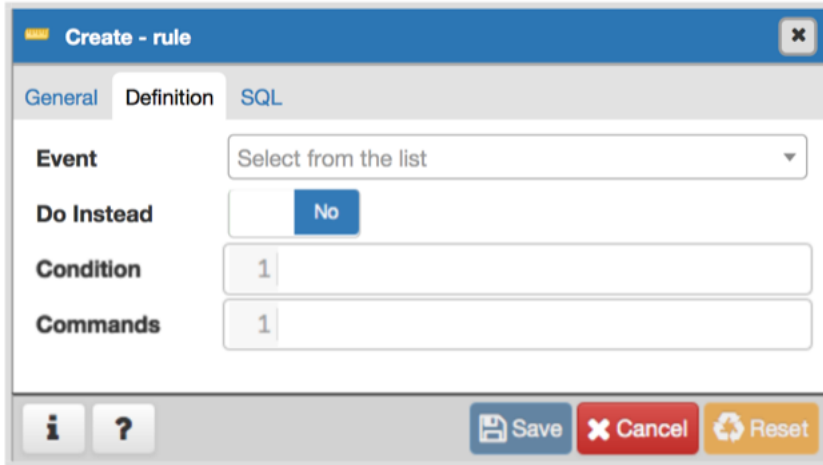 Create - rule
General Definition SQL
Event Select from the list
Do Instead No
Condition 1
Commands 1
i ? Save Cancel Reset